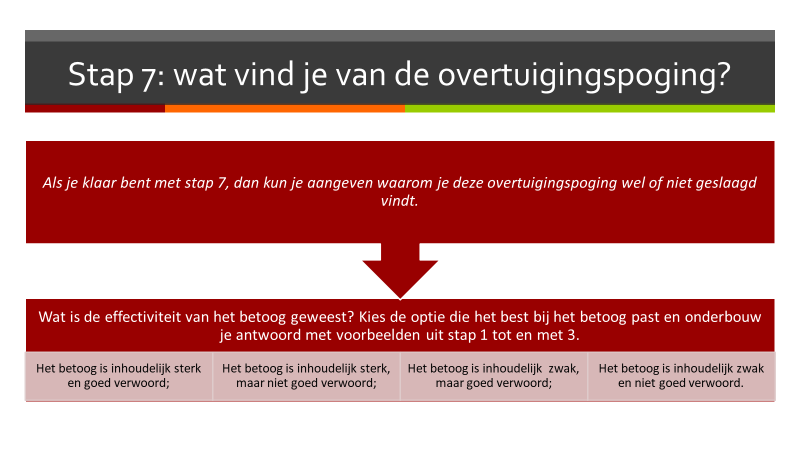 Stap 7: wat vind je van de overtuigingspoging?
Als je klaar bent met stap 7, dan kun je aangeven waarom je deze overtuigingspoging wel of niet geslaagd
vindt.
Wat is de effectiviteit van het betoog geweest? Kies de optie die het best bij het betoog past en onderbouw
je antwoord met voorbeelden uit stap 1 tot en met 3.
Het betoog is inhoudelijk sterk
en goed verwoord;
Het betoog is inhoudelijk sterk,
maar niet goed verwoord;
Het betoog is inhoudelijk zwak,
maar goed verwoord;
Het betoog is inhoudelijk zwak
en niet goed verwoord.